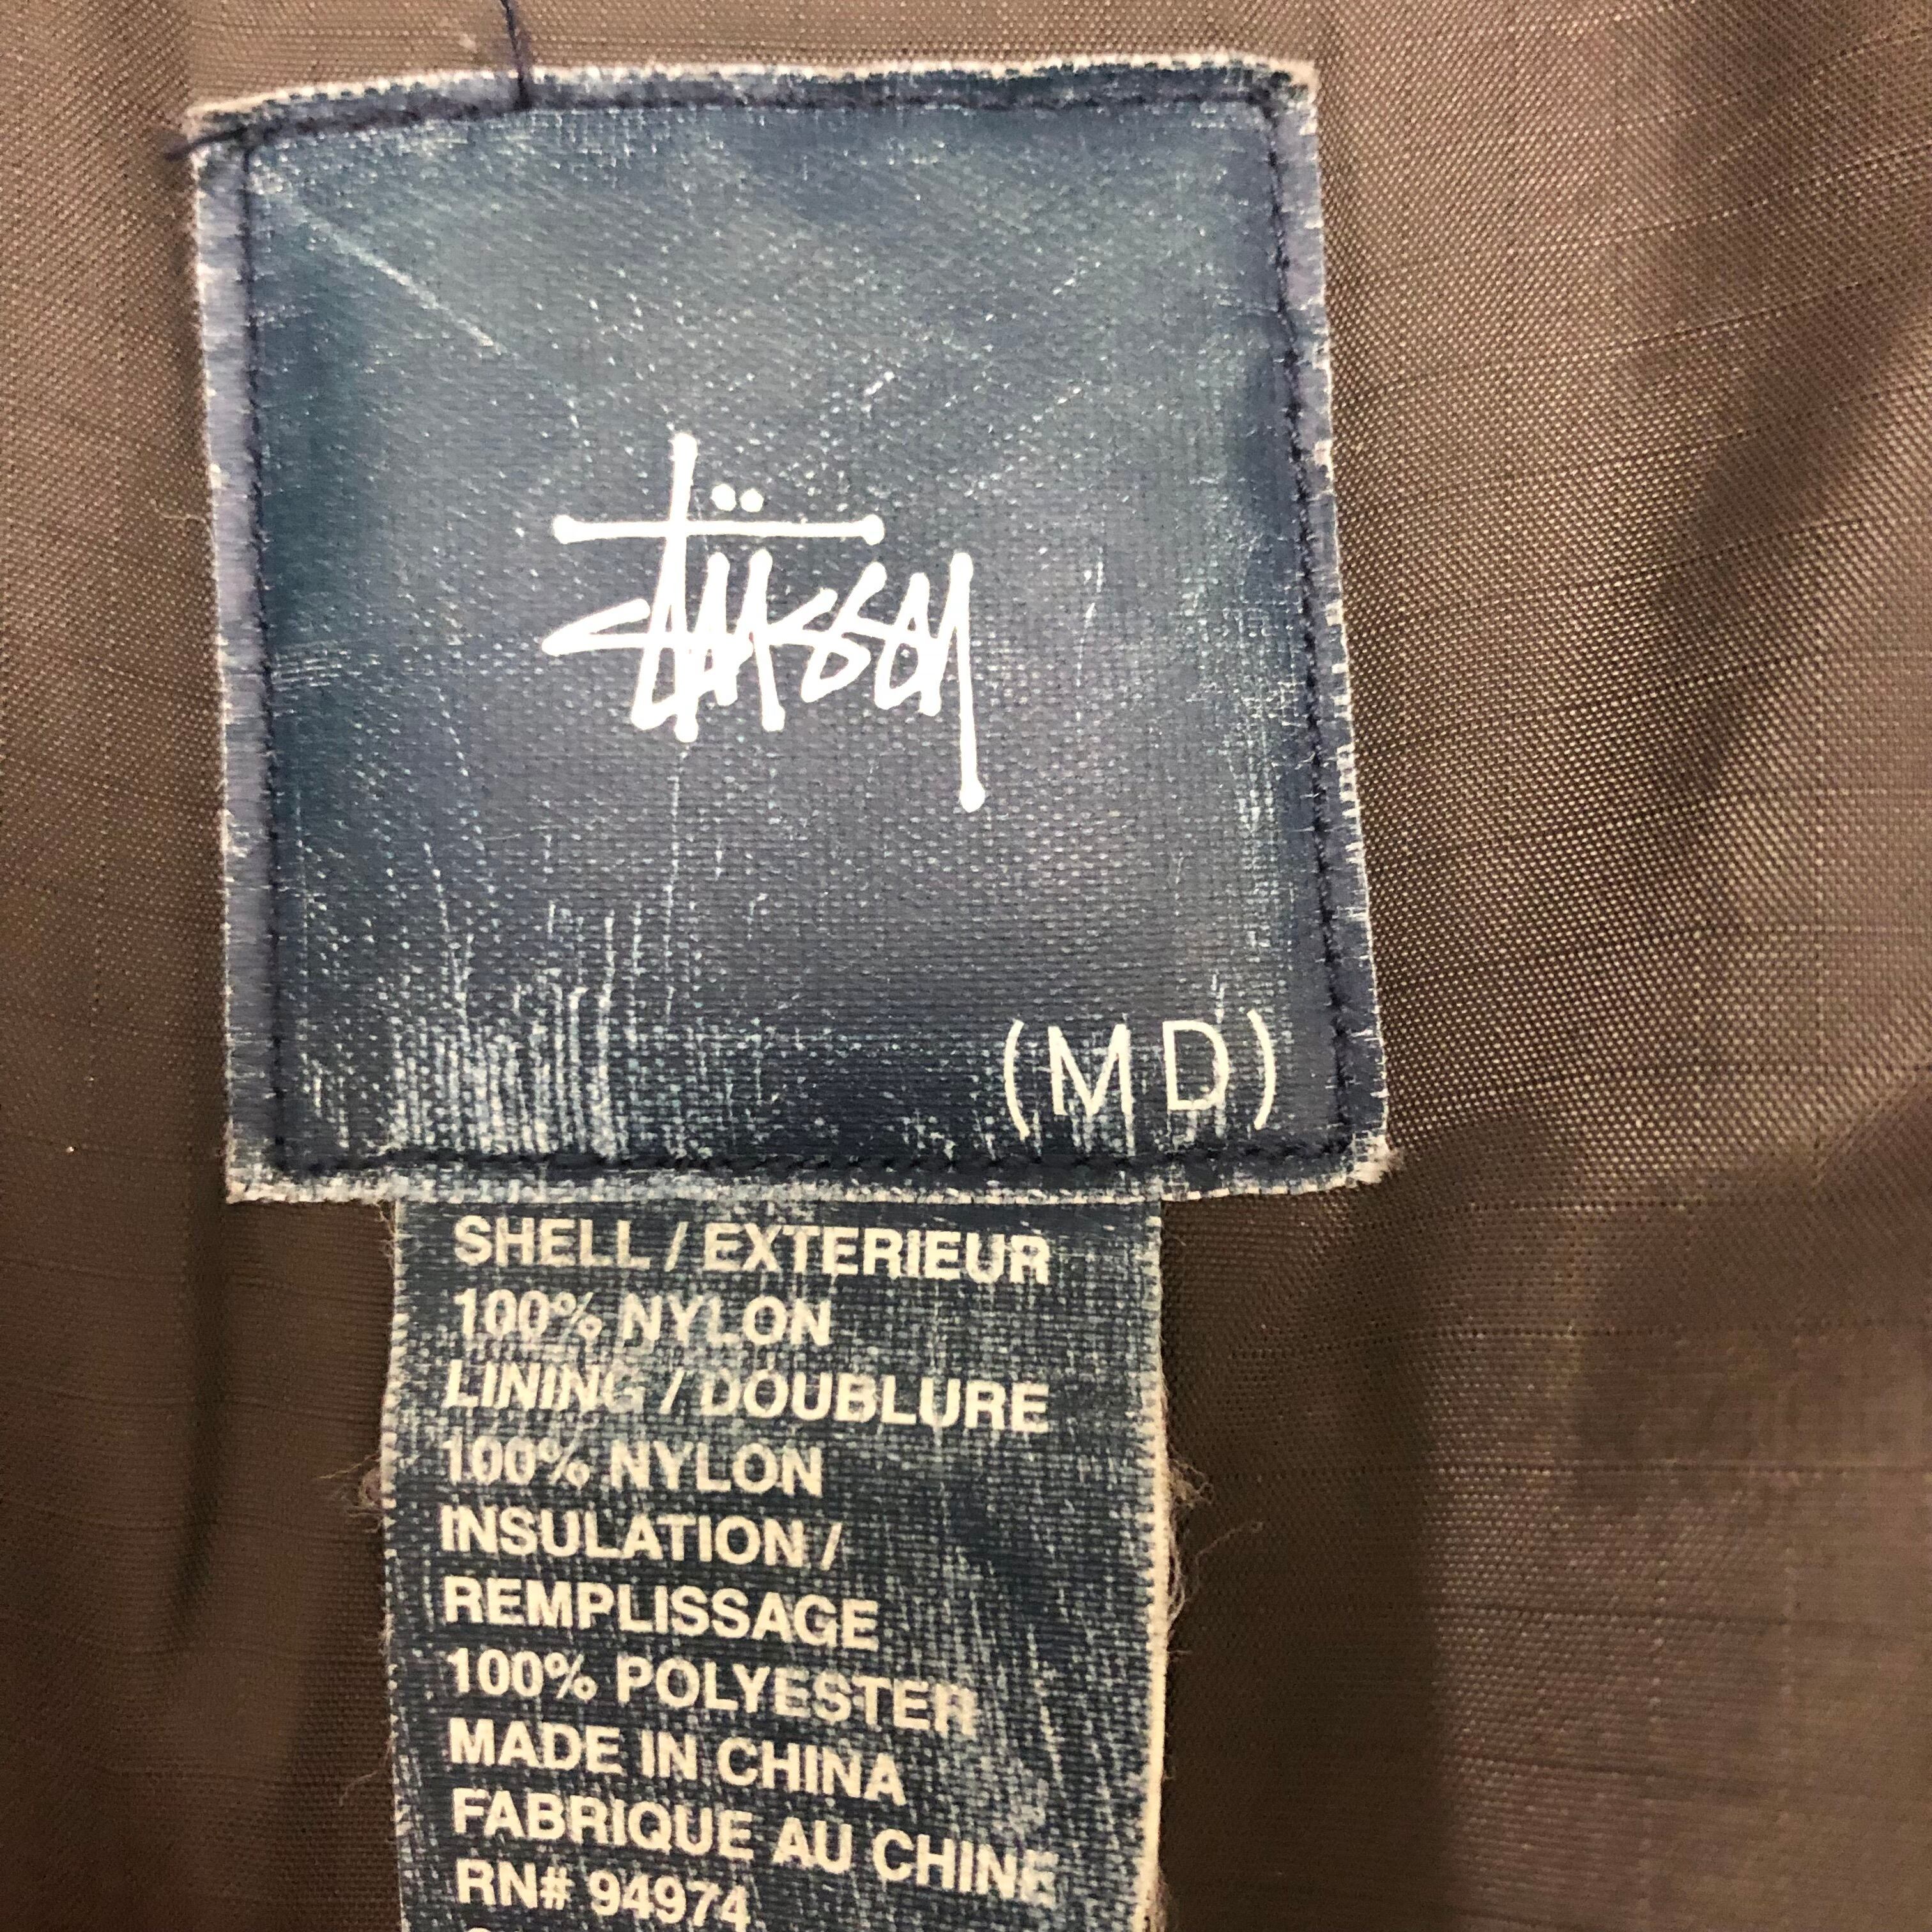 Stüssy
(MD)
SHELL / EXTERIEUR
100% NYLON
LINING / DOUBLURE
100% NYLON
INSULATION /
REMPLISSAGE
100% POLYESTER
MADE IN CHINA
FABRIQUE AU CHINE
RN# 94974